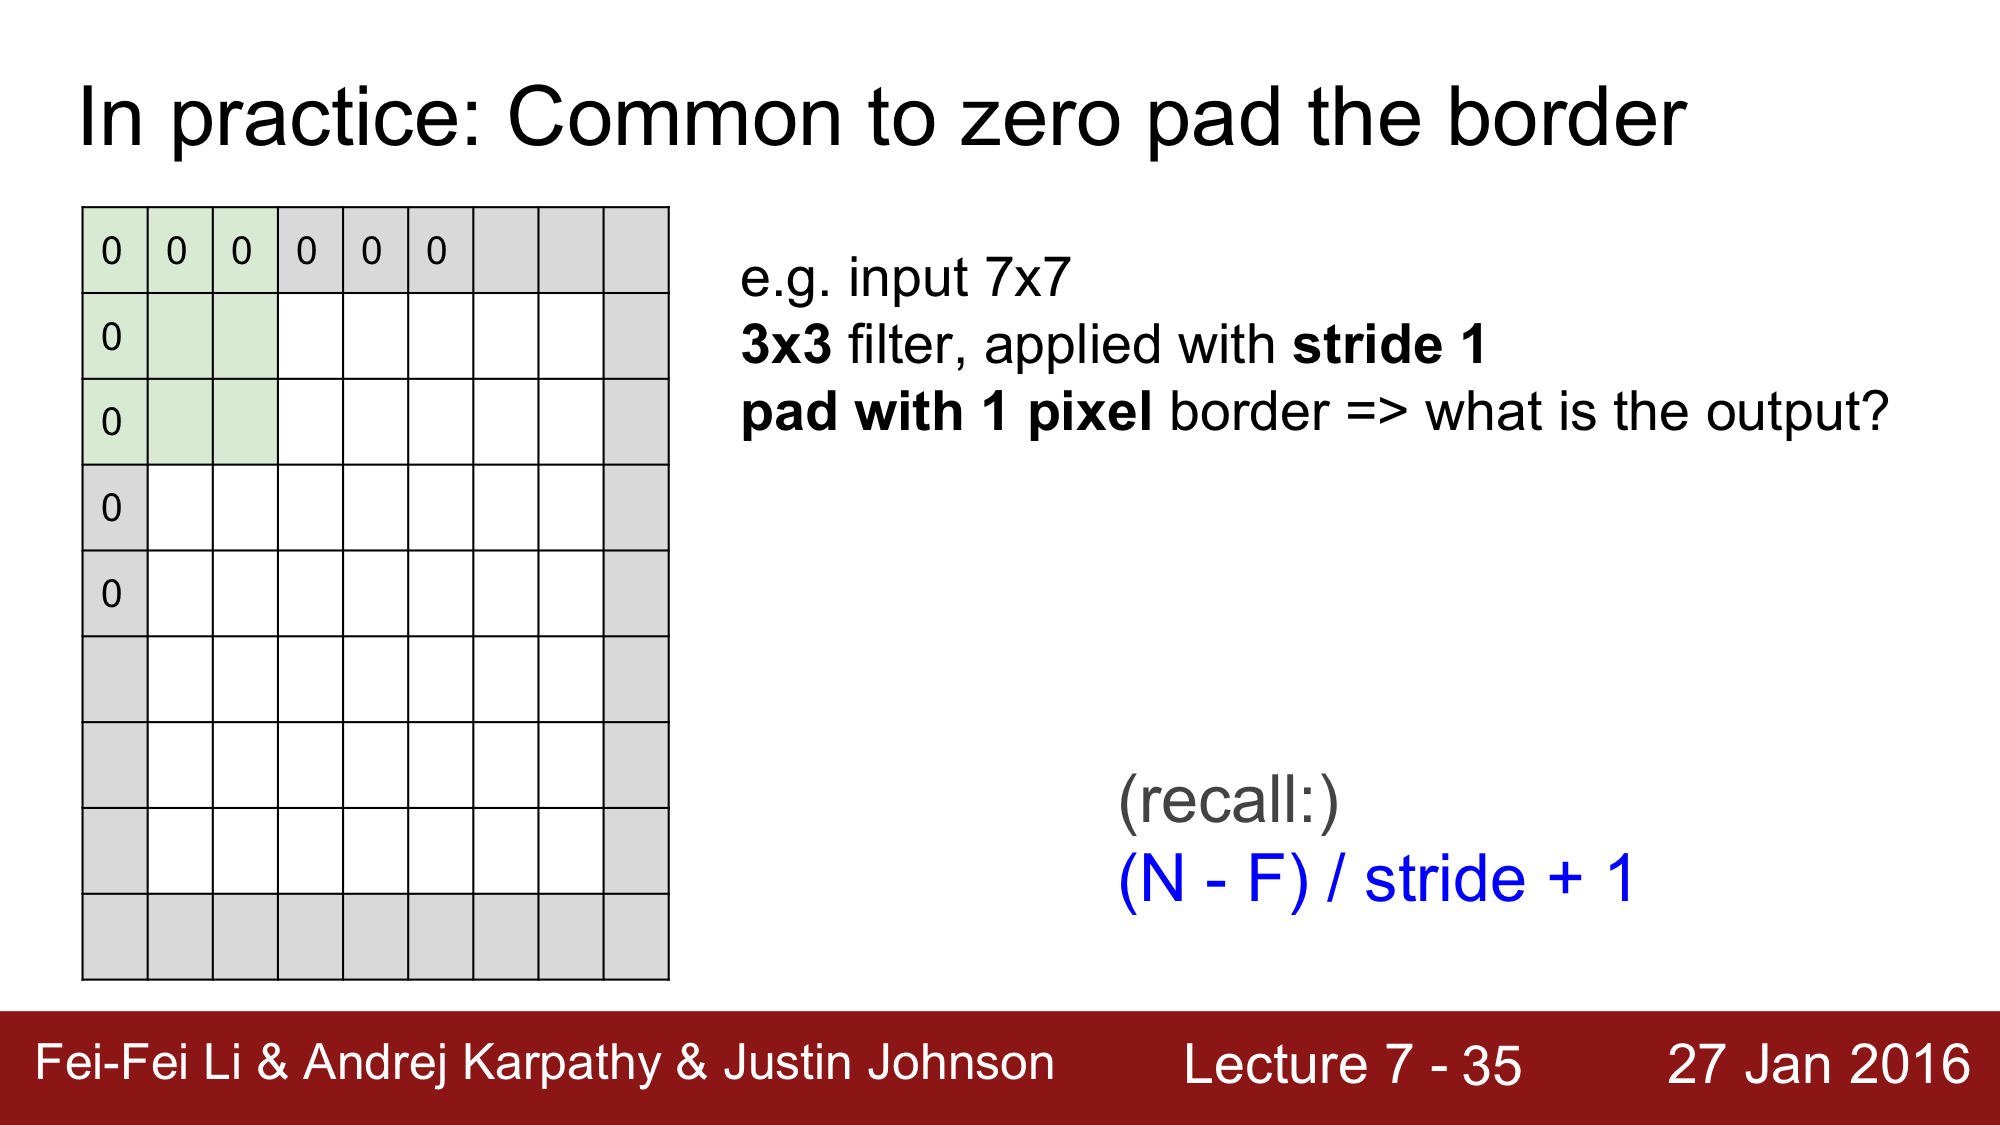 In practice: Common to zero pad the border
0 0 0 0 0 0
0
0
0
0
e.g. input 7x7
3x3 filter, applied with stride 1
pad with 1 pixel border => what is the output?
(recall:)
(N - F) / stride + 1
Fei-Fei Li & Andrej Karpathy & Justin Johnson Lecture 7 - 35 27 Jan 2016